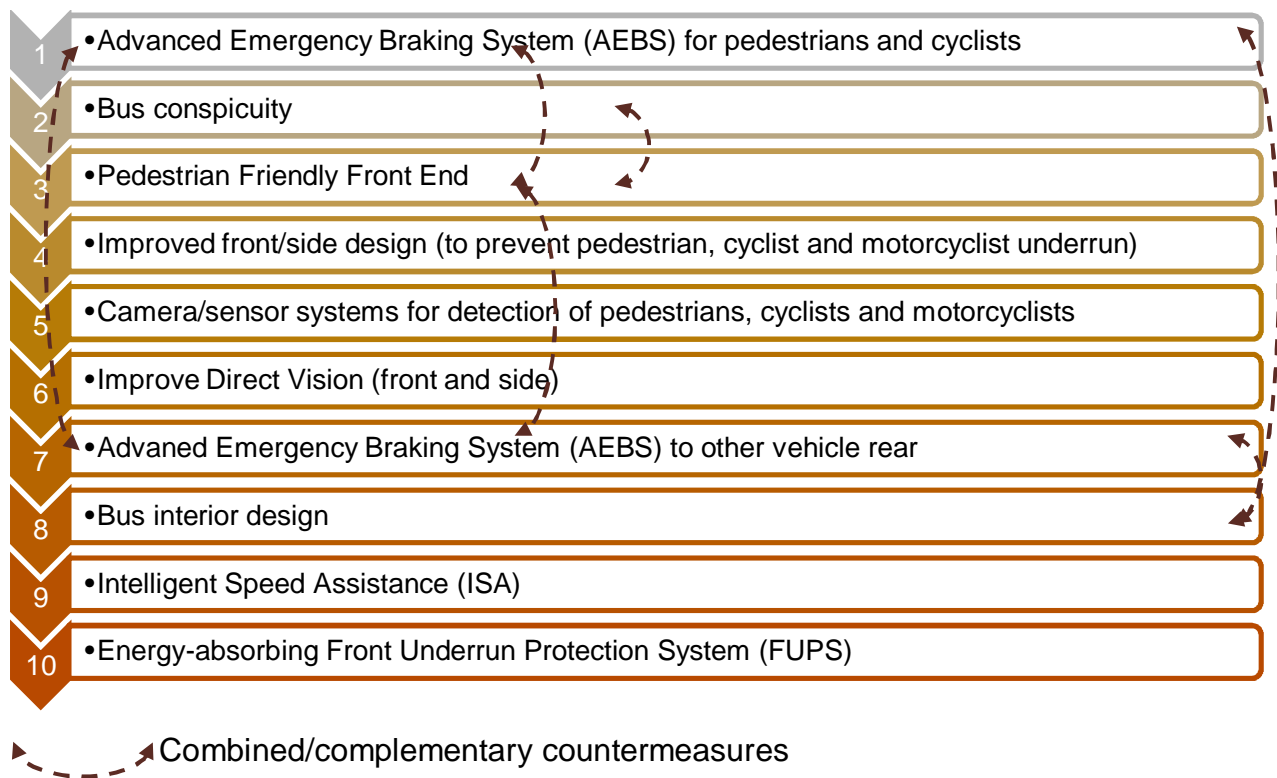 1 •Advanced Emergency Braking System (AEBS) for pedestrians and cyclists
2 •Bus conspicuity
3 •Pedestrian Friendly Front End
4 •Improved front/side design (to prevent pedestrian, cyclist and motorcyclist underrun)
5 •Camera/sensor systems for detection of pedestrians, cyclists and motorcyclists
6 •Improve Direct Vision (front and side)
7 •Advaned Emergency Braking System (AEBS) to other vehicle rear
8 •Bus interior design
9 •Intelligent Speed Assistance (ISA)
10 •Energy-absorbing Front Underrun Protection System (FUPS)
Combined/complementary countermeasures